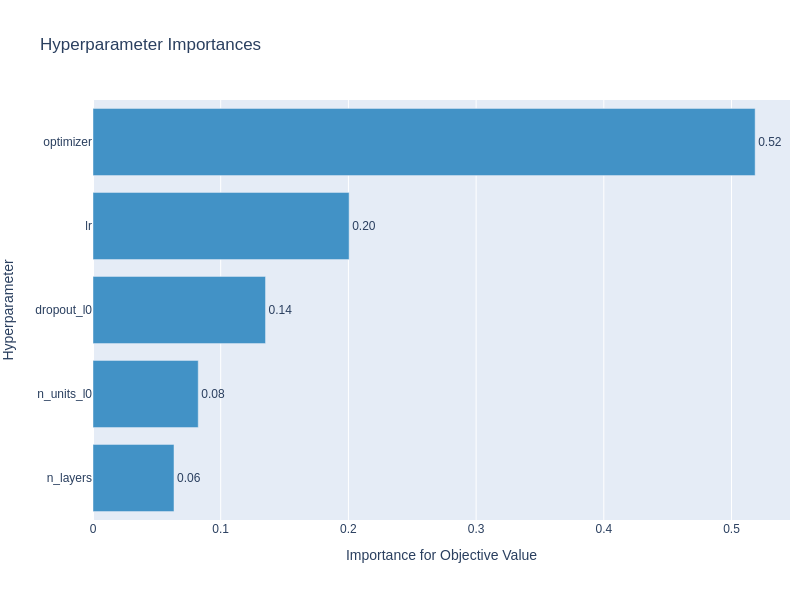 Hyperparameter Importances
Hyperparameter
optimizer 0.52
lr 0.20
dropout_l0 0.14
n_units_l0 0.08
n_layers 0.06
0 0.1 0.2 0.3 0.4 0.5
Importance for Objective Value